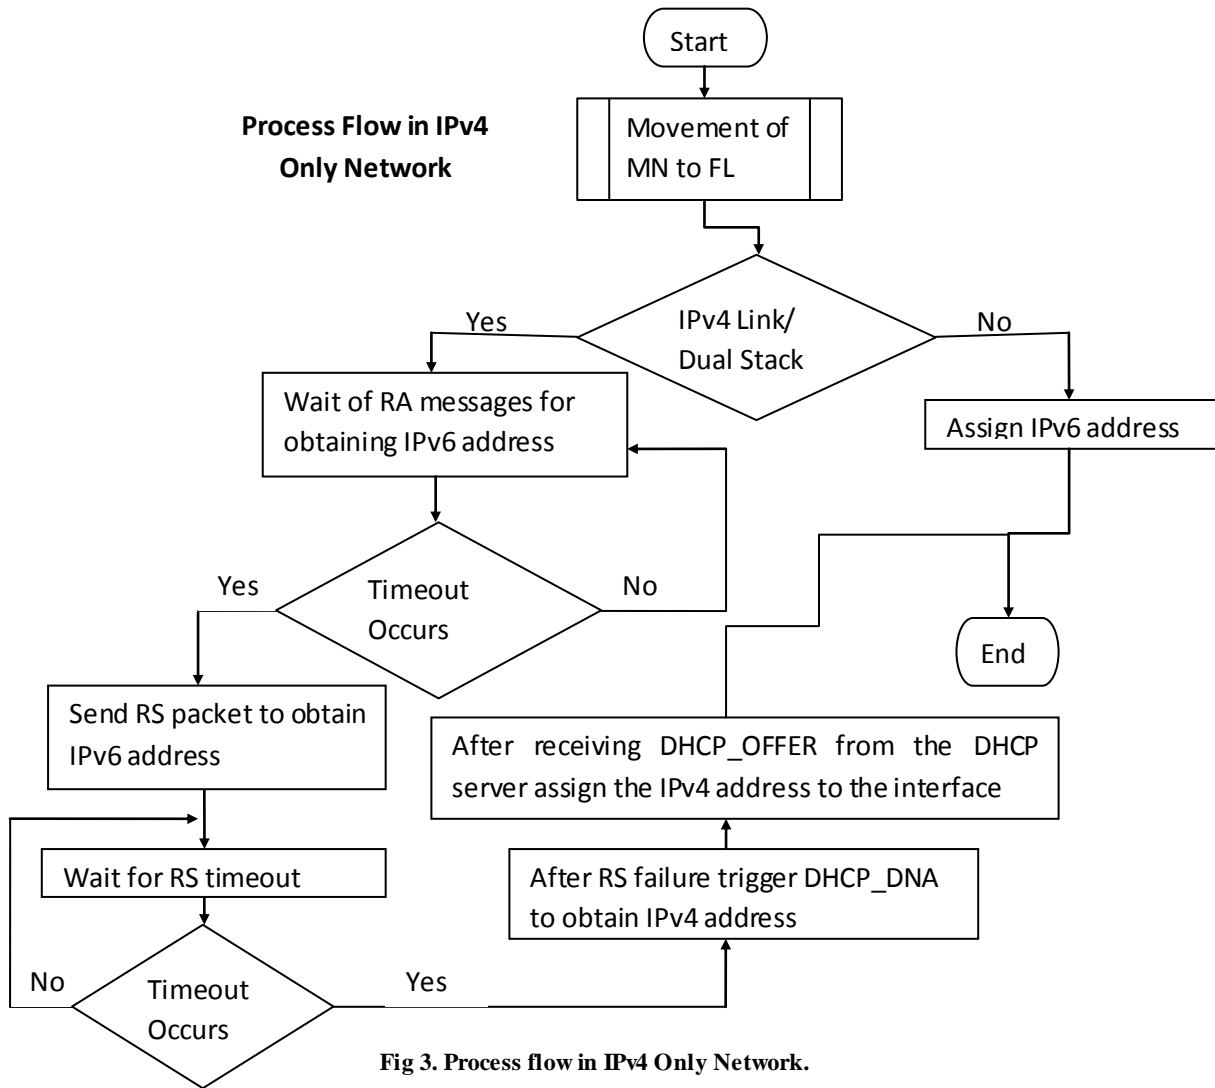 Start
Process Flow in IPv4
Only Network
Movement of
MN to FL
Yes
IPv4 Link/
Dual Stack
No
Wait of RA messages for
obtaining IPv6 address
Assign IPv6 address
Yes
Timeout
Occurs
No
End
Send RS packet to obtain
IPv6 address
After receiving DHCP_OFFER from the DHCP
server assign the IPv4 address to the interface
Wait for RS timeout
After RS failure trigger DHCP_DNA
to obtain IPv4 address
No
Timeout
Occurs
Yes
Fig 3. Process flow in IPv4 Only Network.